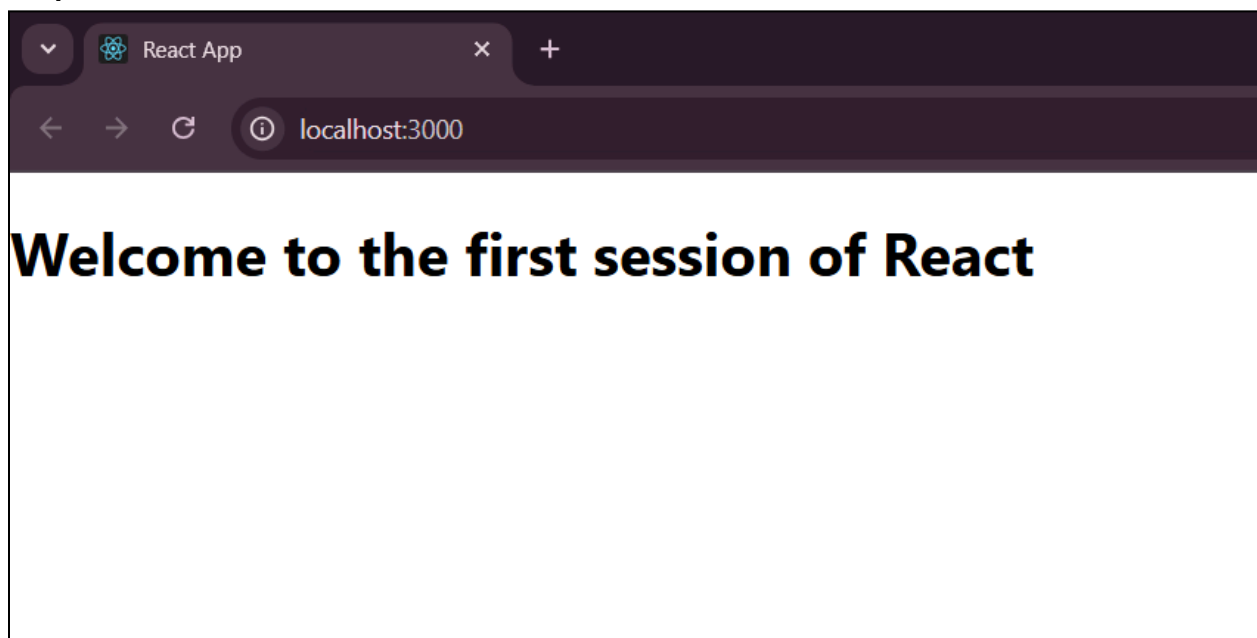 React App
localhost:3000
Welcome to the first session of React